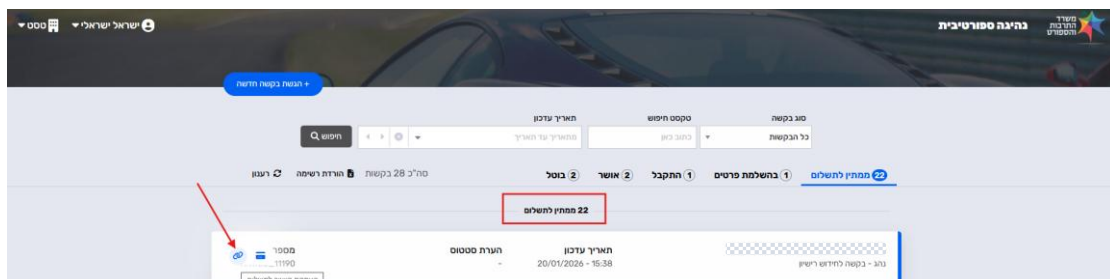 משרד
התרבות
והספורט
נהיגה ספורטיבית
ישראל ישראלי
טסט
+ הגשת בקשה חדשה
סוג בקשה
טקסט חיפוש
תאריך עדכון
כל הבקשות
כתוב כאן
מתאריך עד תאריך
חיפוש
22 ממתין לתשלום
1 בהשלמת פרטים
1 התקבל
2 אושר
2 בוטל
סה"כ 28 בקשות
הורדת רשימה
רענון
22 ממתין לתשלום
תאריך עדכון
הערת סטטוס
מספר
20/01/2026 - 15:38
-
11190
נהג - בקשה לחידוש רישיון